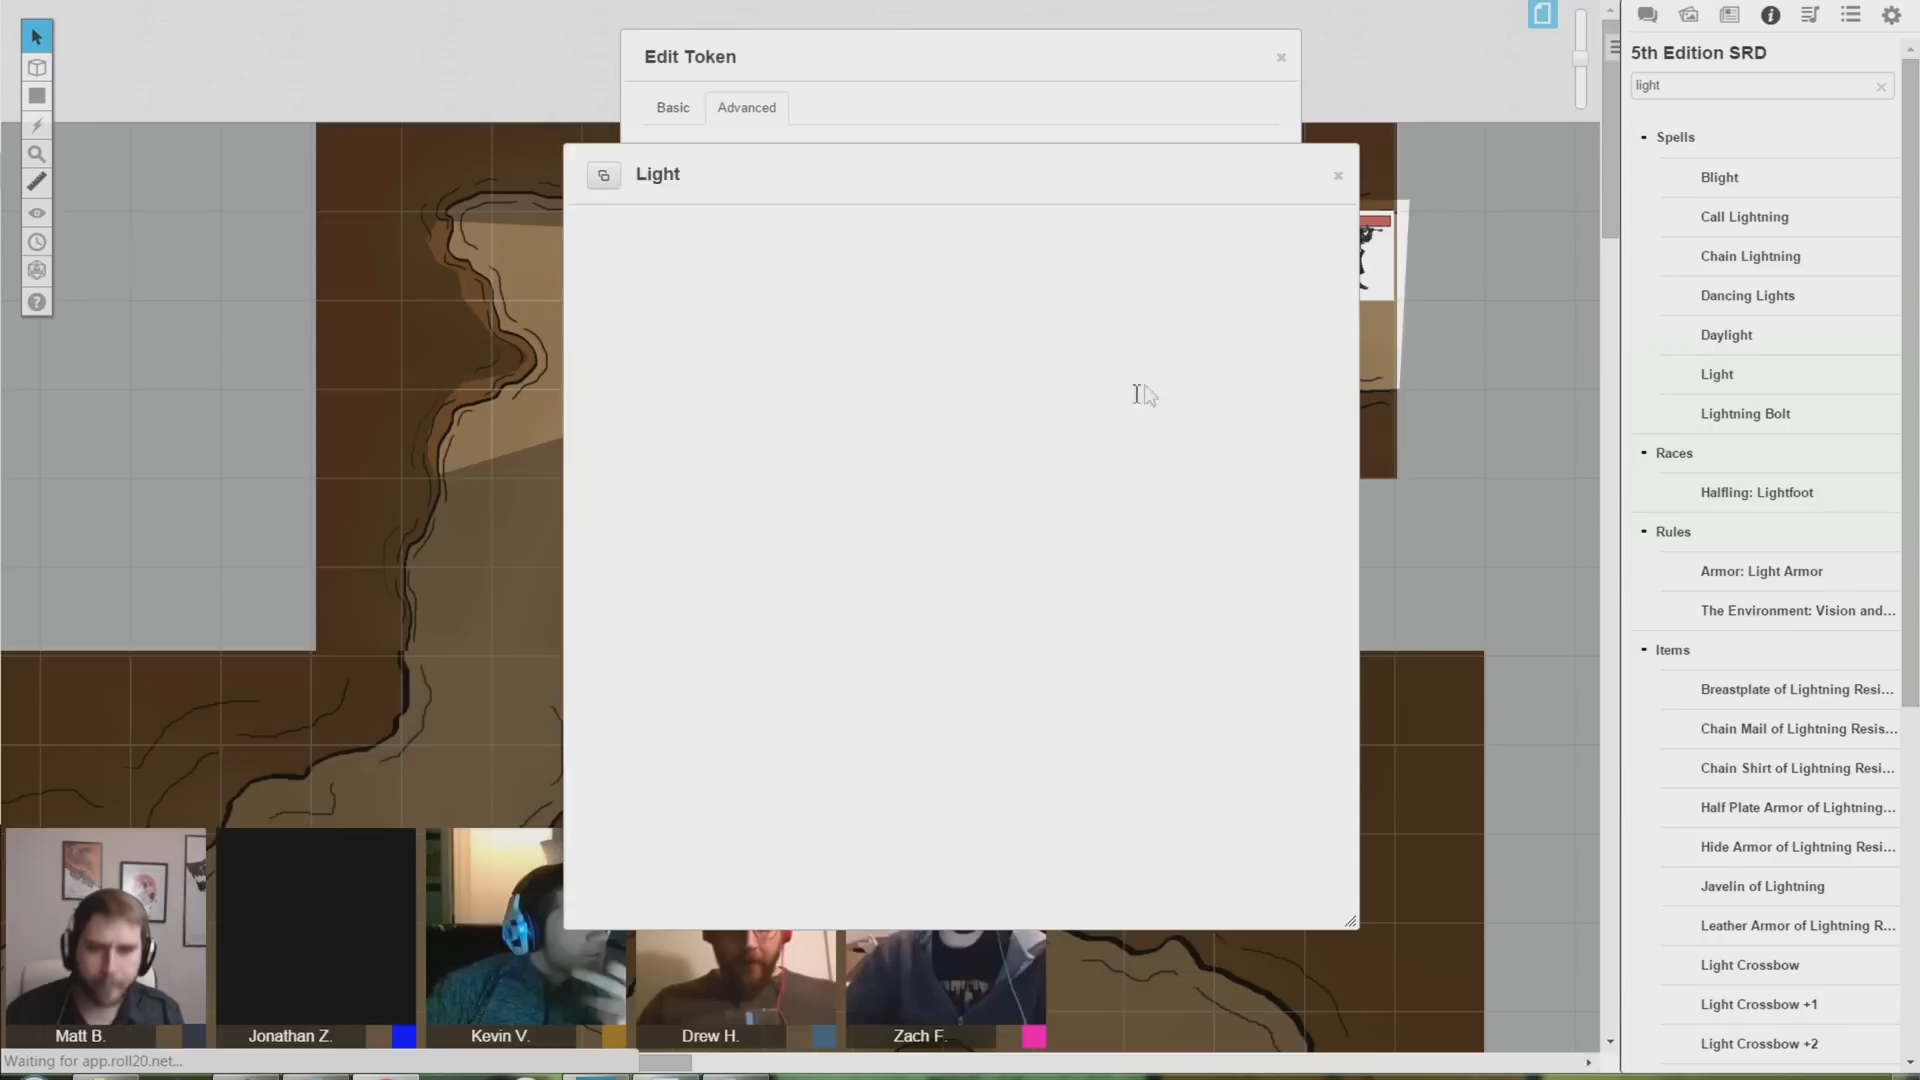 Edit Token
Basic
Advanced
Light
5th Edition SRD
light
Spells
Blight
Call Lightning
Chain Lightning
Dancing Lights
Daylight
Light
Lightning Bolt
Races
Halfling: Lightfoot
Rules
Armor: Light Armor
The Environment: Vision and...
Items
Breastplate of Lightning Resi...
Chain Mail of Lightning Resis...
Chain Shirt of Lightning Resi...
Half Plate Armor of Lightning...
Hide Armor of Lightning Resi...
Javelin of Lightning
Leather Armor of Lightning R...
Light Crossbow
Light Crossbow +1
Light Crossbow +2
Matt B.
Jonathan Z.
Kevin V.
Drew H.
Zach F.
Waiting for app.roll20.net...